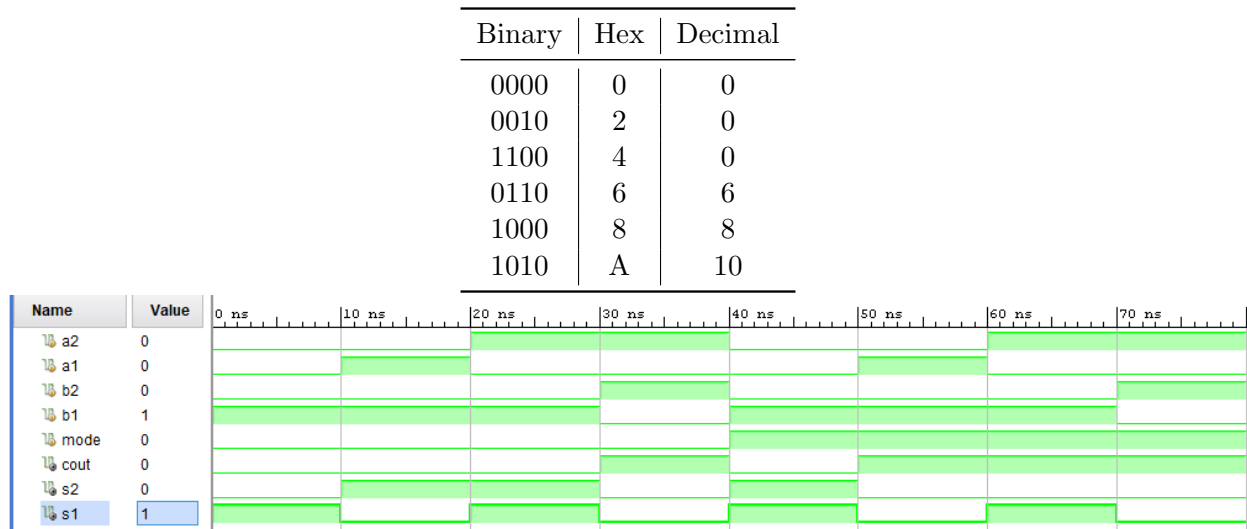 Binary Hex Decimal
0000 0 0
0010 2 0
1100 4 0
0110 6 6
1000 8 8
1010 A 10
Name Value 0 ns 10 ns 20 ns 30 ns 40 ns 50 ns 60 ns 70 ns
a2 0
a1 0
b2 0
b1 1
mode 0
cout 0
s2 0
s1 1